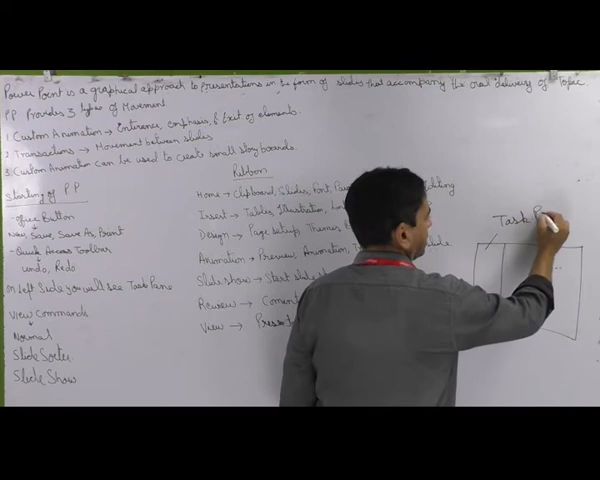 Power Point is a graphical approach to Presentations in the form of slides that accompany the oral delivery of Topic.
PP Provides 3 types of Movement
1. Custom Animation → Enterence, emphasis, & Exit of elements.
2 Transactions → Movement between slides
3. Custom Animation can be used to create small story boards.
Starting of PP
- office Button
New, Save, Save As, Print
- Quick Access Toolbar
undo, Redo
on left Side you will see Task Pane
View Commands
Normal
Slide Sorter
Slide Show
Ribbon
Home → Clipboard, Slides, Font,
Insert → Tables, Illustration,
Design → Page setup, Themes
Animation → Preview, Animation,
Slide show → Start
Review →
View →
Task